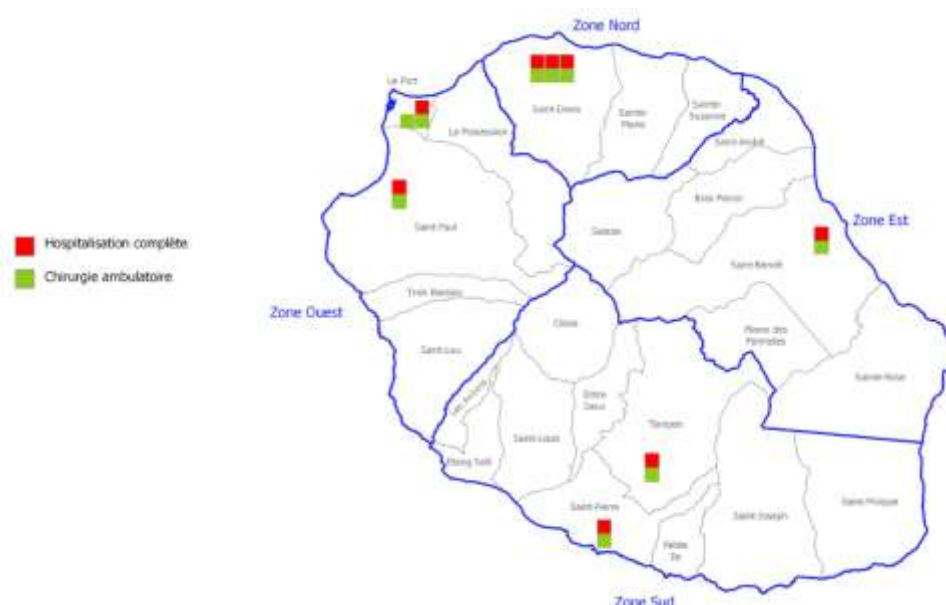 Zone Nord
Le Port
Saint-Denis
Sainte-
Marie
Sainte-
Suzanne
La Possession
Saint-André
Bras Panon
Zone Est
Salazie
Saint-Paul
Hospitalisation complète
Saint-Benoît
Chirurgie ambulatoire
Trois Bassins
Zone Ouest
Cilaos
Plaine des
Palmistes
Saint-Leu
Sainte-Rose
Les Avirons
Entre
Deux
Tampon
Saint-Louis
Etang Salé
Saint-Philippe
Saint-Pierre
Saint-Joseph
Petite
Ile
Zone Sud